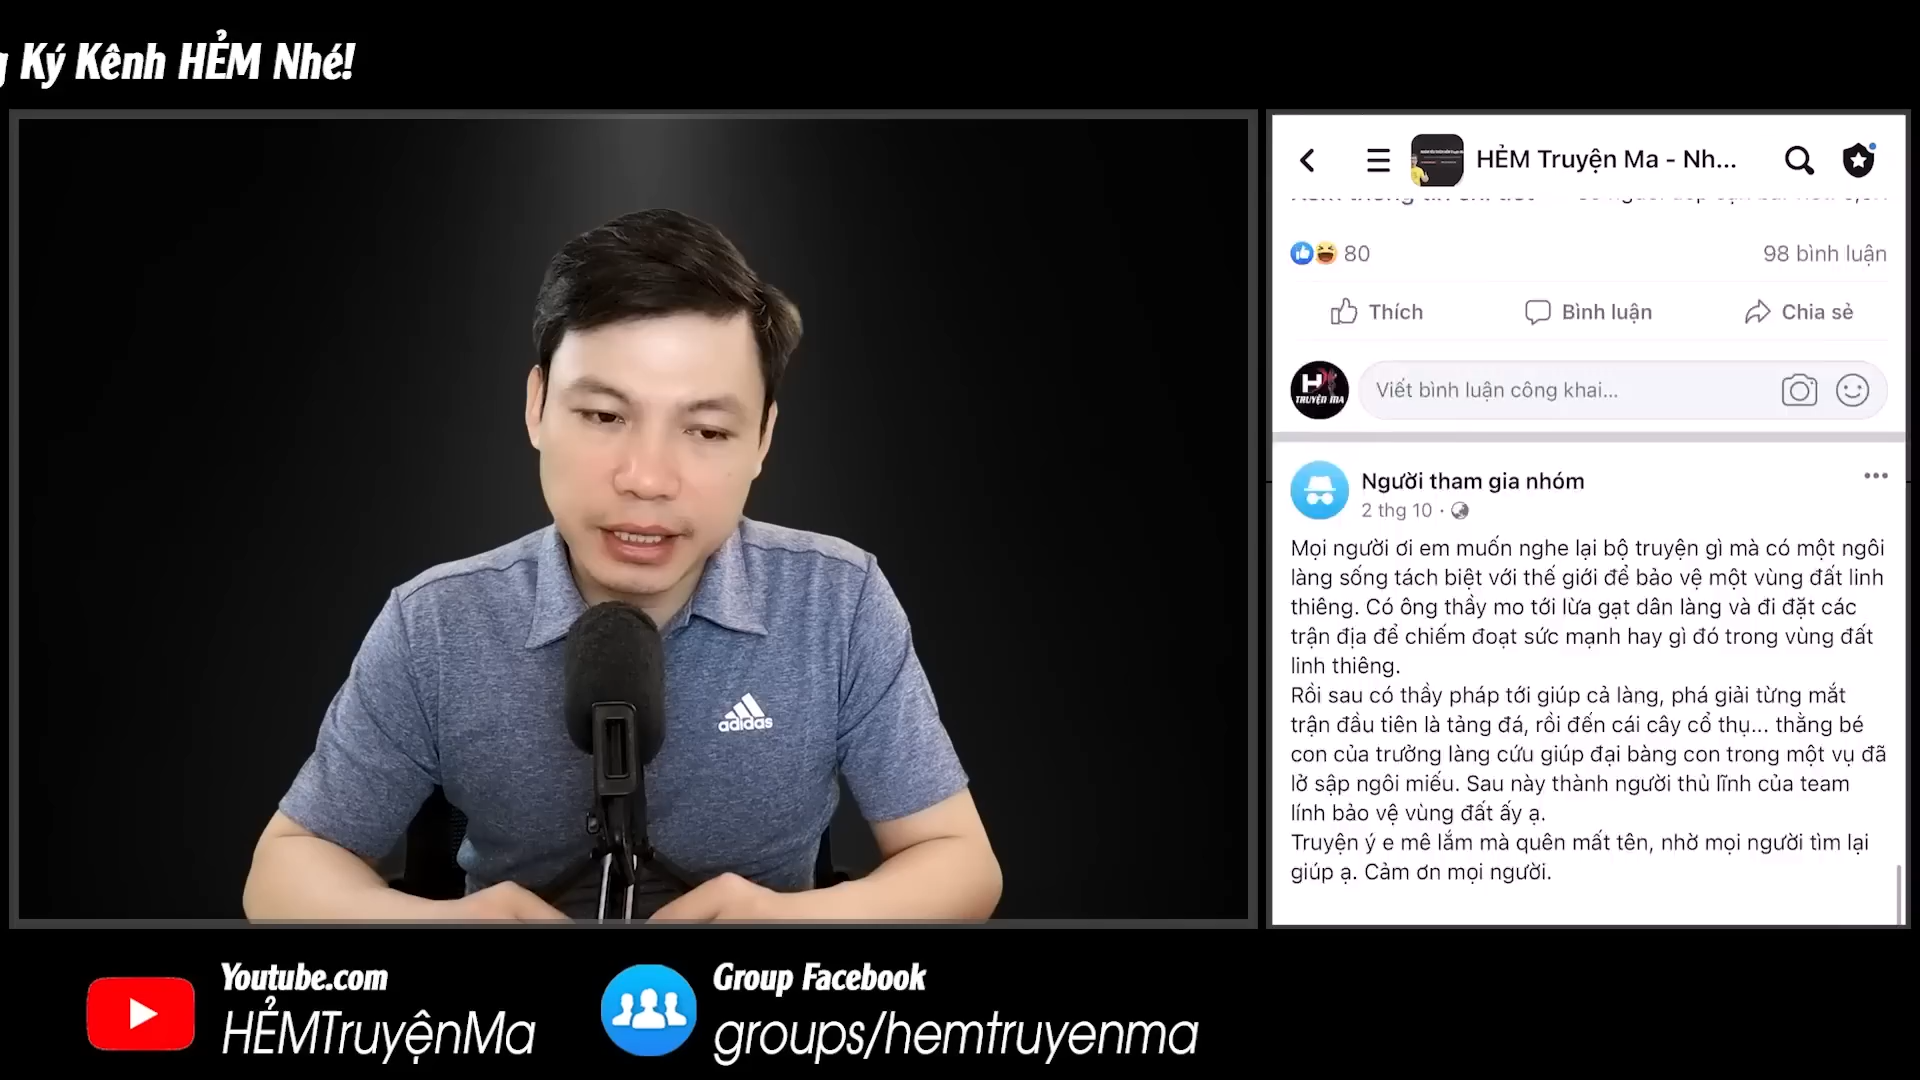 Ký Kênh HẺM Nhé!
HẺM Truyện Ma - Nh...
80
98 bình luận
Thích
Bình luận
Chia sẻ
H
TRUYỆN MA
Viết bình luận công khai...
Người tham gia nhóm
2 thg 10 ·
Mọi người ơi em muốn nghe lại bộ truyện gì mà có một ngôi
làng sống tách biệt với thế giới để bảo vệ một vùng đất linh
thiêng. Có ông thầy mo tới lừa gạt dân làng và đi đặt các
trận địa để chiếm đoạt sức mạnh hay gì đó trong vùng đất
linh thiêng.
Rồi sau có thầy pháp tới giúp cả làng, phá giải từng mắt
trận đầu tiên là tảng đá, rồi đến cái cây cổ thụ... thằng bé
con của trưởng làng cứu giúp đại bàng con trong một vụ đã
lở sập ngôi miếu. Sau này thành người thủ lĩnh của team
lính bảo vệ vùng đất ấy ạ.
Truyện ý e mê lắm mà quên mất tên, nhờ mọi người tìm lại
giúp ạ. Cảm ơn mọi người.
adidas
Youtube.com
HẺMTruyệnMa
Group Facebook
groups/hemtruyenma